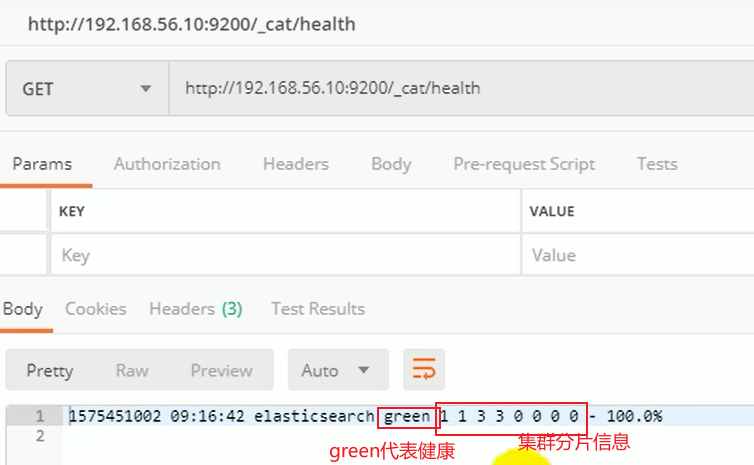 http://192.168.56.10:9200/_cat/health
GET http://192.168.56.10:9200/_cat/health
Params Authorization Headers Body Pre-request Script Tests
KEY VALUE
Key Value
Body Cookies Headers (3) Test Results
Pretty Raw Preview Auto
1 1575451002 09:16:42 elasticsearch green 1 1 3 3 0 0 0 0 - 100.0%
2
green代表健康 集群分片信息